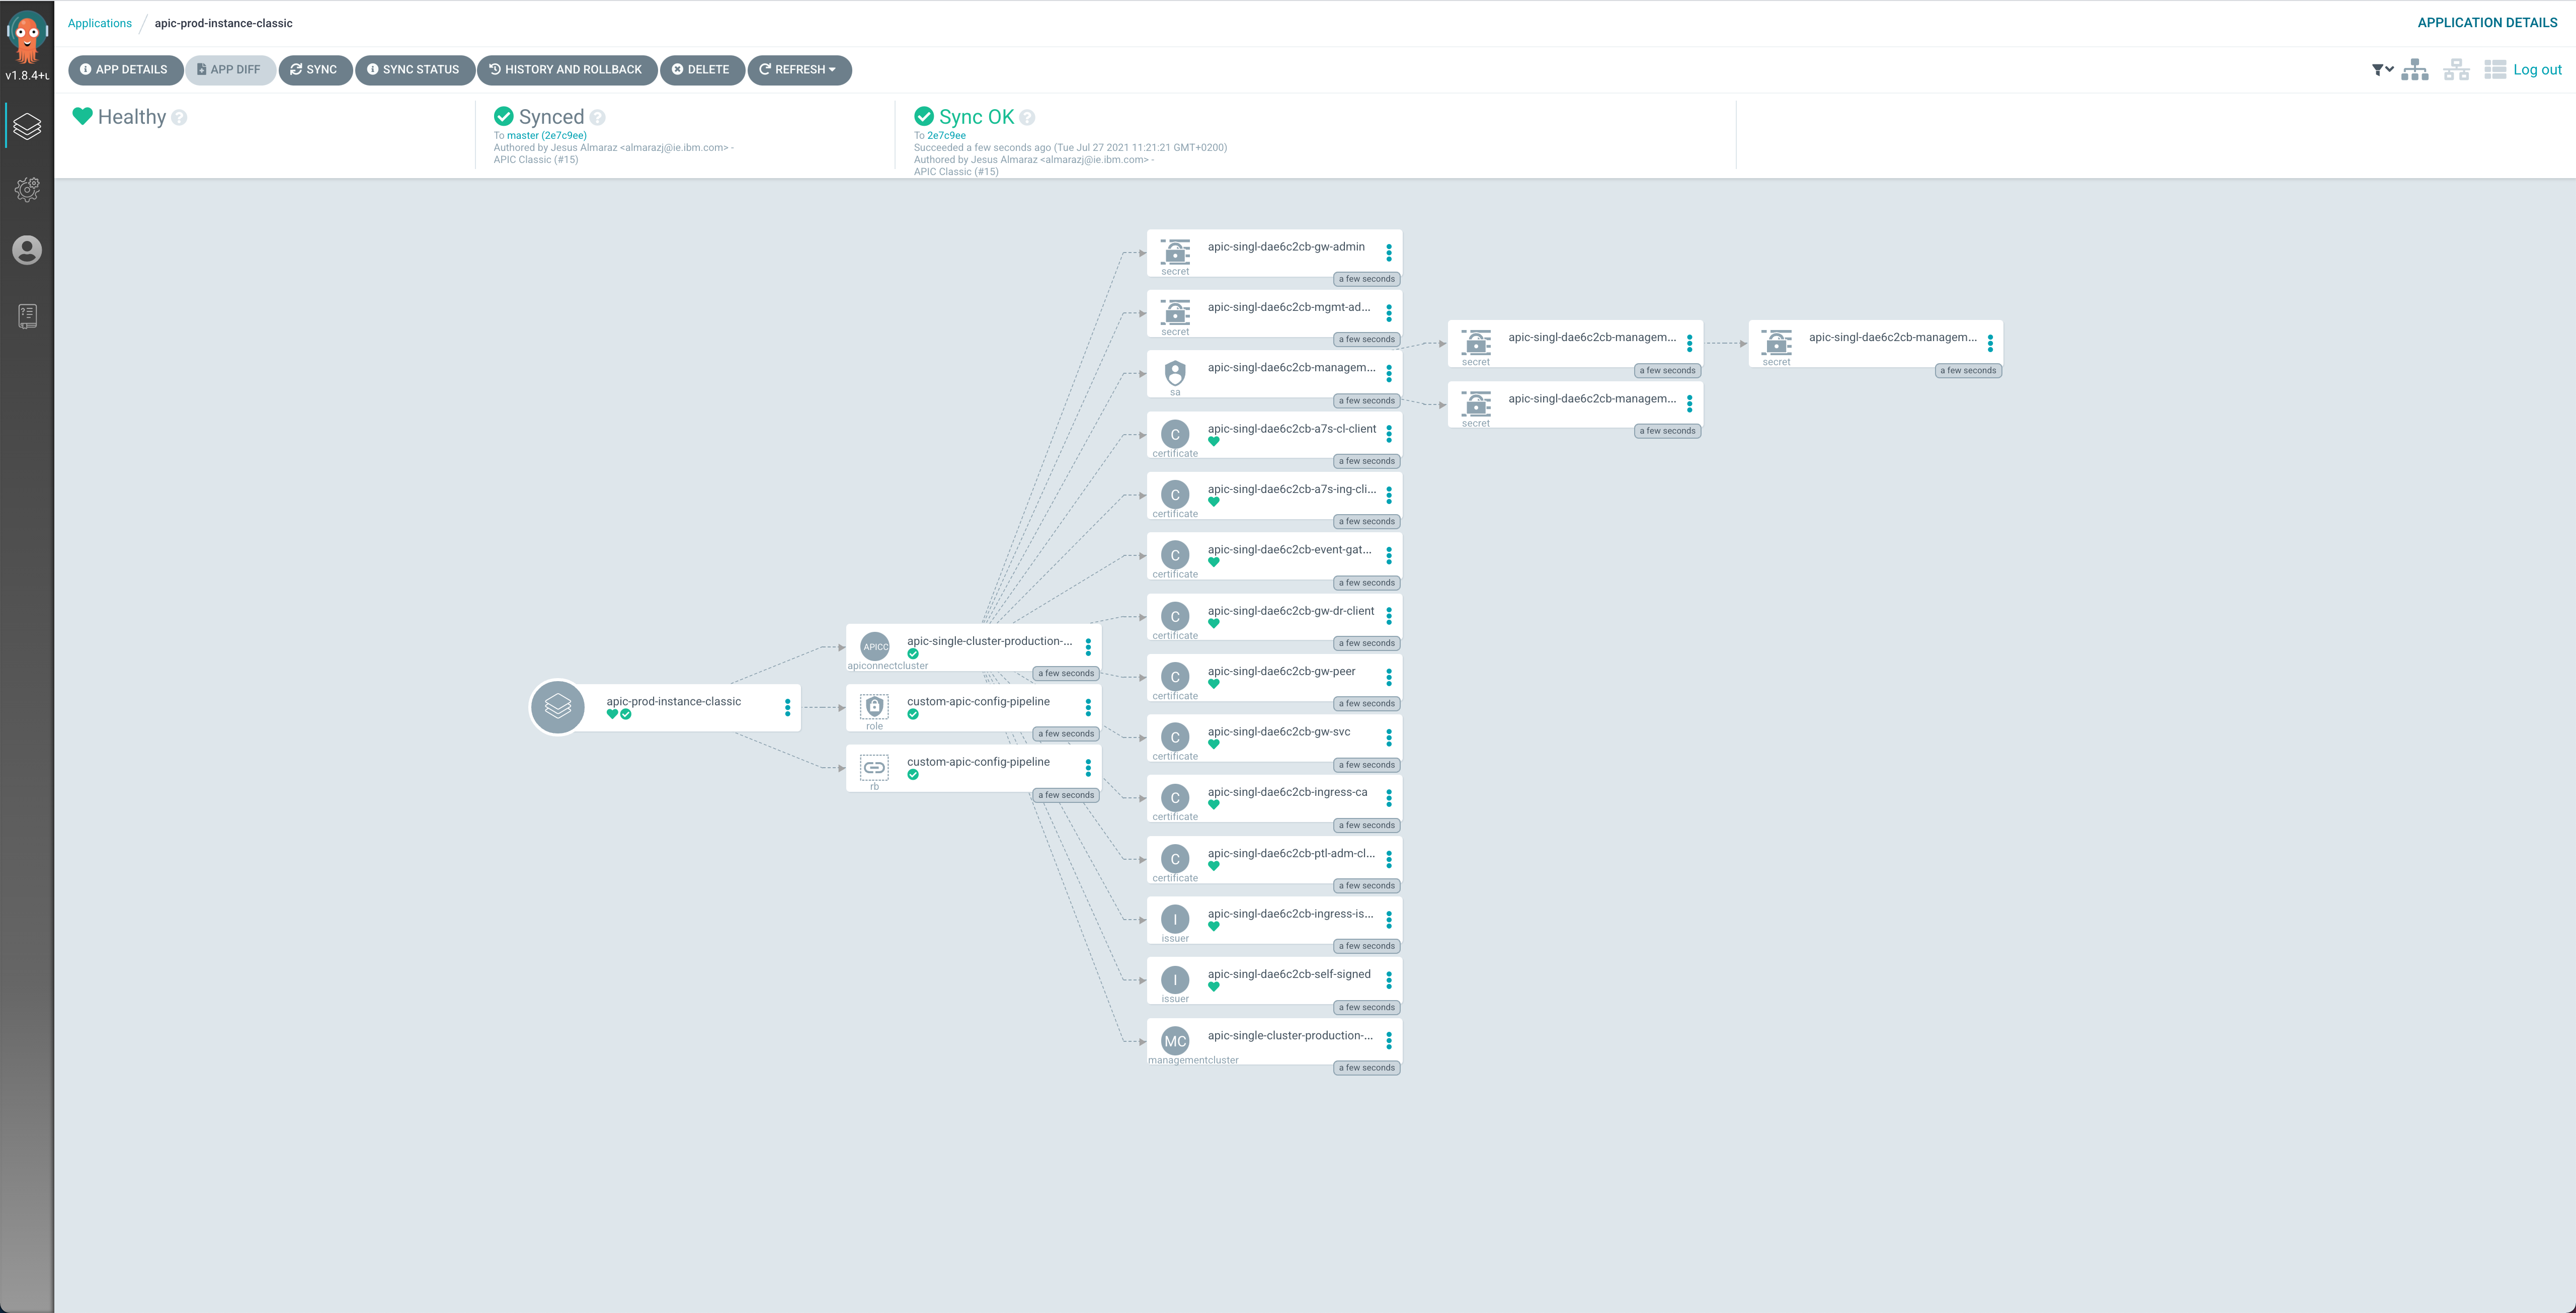 Applications / apic-prod-instance-classic
APPLICATION DETAILS
v1.8.4+
APP DETAILS
APP DIFF
SYNC
SYNC STATUS
HISTORY AND ROLLBACK
DELETE
REFRESH
Log out
Healthy
Synced
To master (2e7c9ee)
Authored by Jesus Almaraz <almarazj@ie.ibm.com> -
APIC Classic (#15)
Sync OK
To 2e7c9ee
Succeeded a few seconds ago (Tue Jul 27 2021 11:21:21 GMT+0200)
Authored by Jesus Almaraz <almarazj@ie.ibm.com> -
APIC Classic (#15)
apic-prod-instance-classic
APICC
apic-single-cluster-production-...
apiconnectcluster
a few seconds
custom-apic-config-pipeline
role
a few seconds
custom-apic-config-pipeline
rb
a few seconds
apic-singl-dae6c2cb-gw-admin
secret
a few seconds
apic-singl-dae6c2cb-mgmt-ad...
secret
a few seconds
apic-singl-dae6c2cb-managem...
sa
a few seconds
C
apic-singl-dae6c2cb-a7s-cl-client
certificate
a few seconds
C
apic-singl-dae6c2cb-a7s-ing-cli...
certificate
a few seconds
C
apic-singl-dae6c2cb-event-gat...
certificate
a few seconds
C
apic-singl-dae6c2cb-gw-dr-client
certificate
a few seconds
C
apic-singl-dae6c2cb-gw-peer
certificate
a few seconds
C
apic-singl-dae6c2cb-gw-svc
certificate
a few seconds
C
apic-singl-dae6c2cb-ingress-ca
certificate
a few seconds
C
apic-singl-dae6c2cb-ptl-adm-cl...
certificate
a few seconds
I
apic-singl-dae6c2cb-ingress-is...
issuer
a few seconds
I
apic-singl-dae6c2cb-self-signed
issuer
a few seconds
MC
apic-single-cluster-production-...
managementcluster
a few seconds
apic-singl-dae6c2cb-managem...
secret
a few seconds
apic-singl-dae6c2cb-managem...
secret
a few seconds
apic-singl-dae6c2cb-managem...
secret
a few seconds